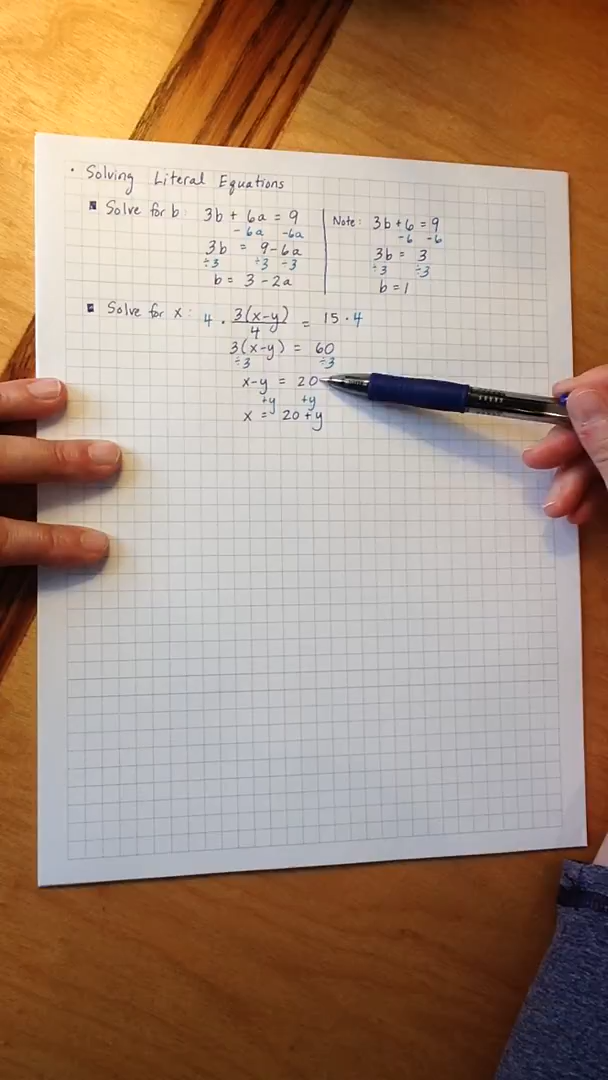 • Solving Literal Equations
▪ Solve for b: 3b + 6a = 9
-6a -6a
3b = 9-6a
÷3 ÷3 ÷3
b = 3 - 2a
Note: 3b+6 = 9
-6 -6
3b = 3
÷3 ÷3
b = 1
▪ Solve for x: 4 · 3(x-y)/4 = 15 · 4
3(x-y) = 60
÷3 ÷3
x-y = 20
+y +y
x = 20 + y